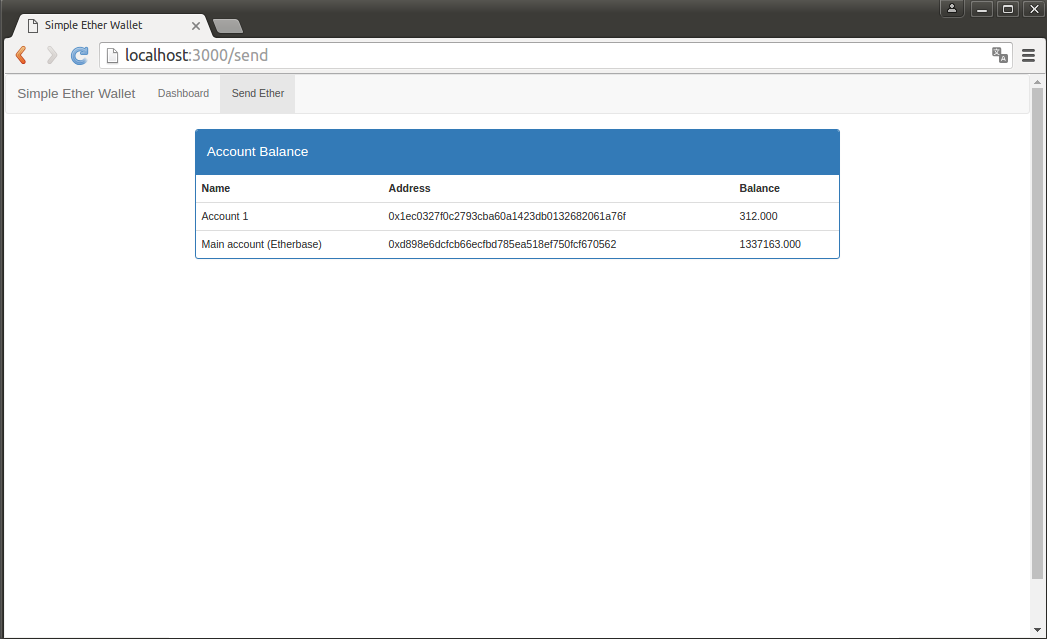 Simple Ether Wallet
localhost:3000/send
Simple Ether Wallet Dashboard Send Ether
Account Balance
Name Address Balance
Account 1 0x1ec0327f0c2793cba60a1423db0132682061a76f 312.000
Main account (Etherbase) 0xd898e6dcfcb66ecfbd785ea518ef750fcf670562 1337163.000